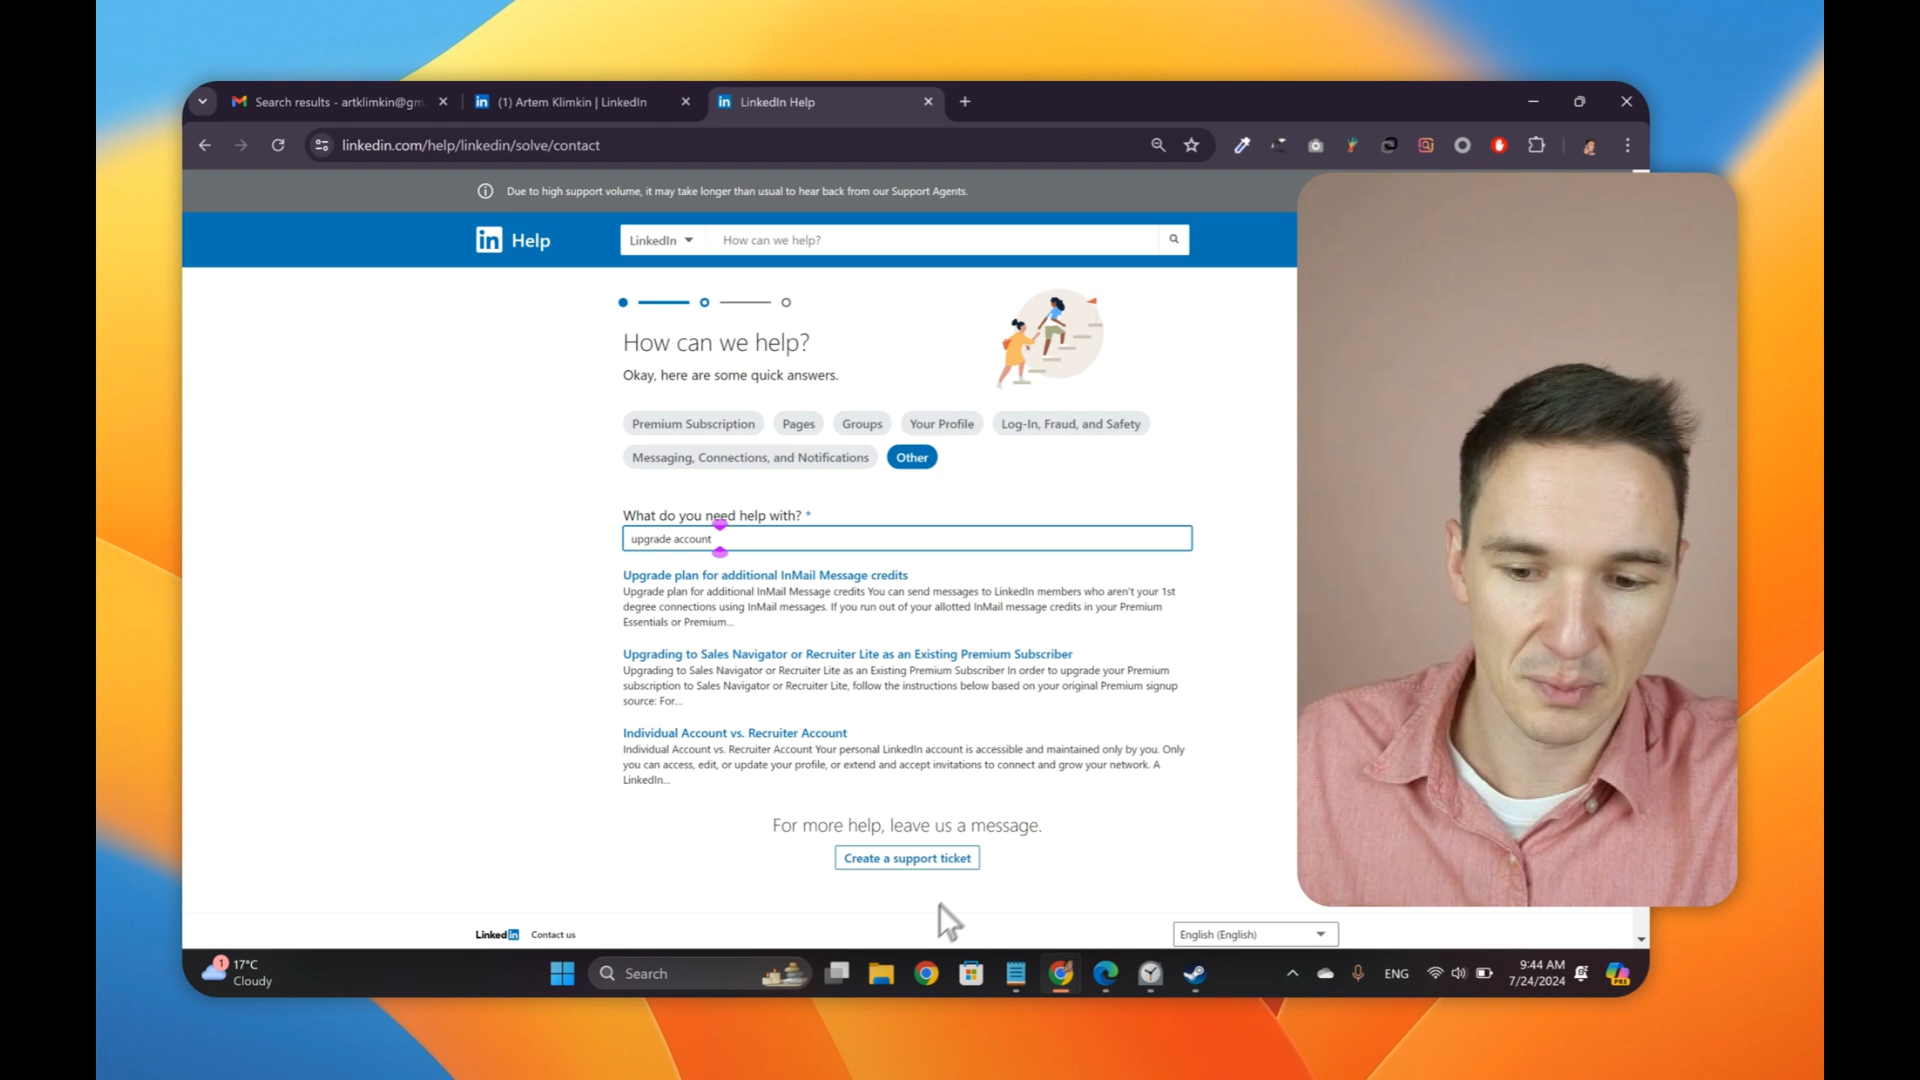 Search results - artklimkin@gm
(1) Artem Klimkin | LinkedIn
LinkedIn Help
linkedin.com/help/linkedin/solve/contact
Due to high support volume, it may take longer than usual to hear back from our Support Agents.
in Help
LinkedIn
How can we help?
How can we help?
Okay, here are some quick answers.
Premium Subscription
Pages
Groups
Your Profile
Log-In, Fraud, and Safety
Messaging, Connections, and Notifications
Other
What do you need help with? *
upgrade account
Upgrade plan for additional InMail Message credits
Upgrade plan for additional InMail Message credits You can send messages to LinkedIn members who aren't your 1st
degree connections using InMail messages. If you run out of your allotted InMail message credits in your Premium
Essentials or Premium...
Upgrading to Sales Navigator or Recruiter Lite as an Existing Premium Subscriber
Upgrading to Sales Navigator or Recruiter Lite as an Existing Premium Subscriber In order to upgrade your Premium
subscription to Sales Navigator or Recruiter Lite, follow the instructions below based on your original Premium signup
source: For...
Individual Account vs. Recruiter Account
Individual Account vs. Recruiter Account Your personal LinkedIn account is accessible and maintained only by you. Only
you can access, edit, or update your profile, or extend and accept invitations to connect and grow your network. A
LinkedIn...
For more help, leave us a message.
Create a support ticket
LinkedIn
Contact us
English (English)
1
17°C
Cloudy
Search
ENG
9:44 AM
7/24/2024
PRE